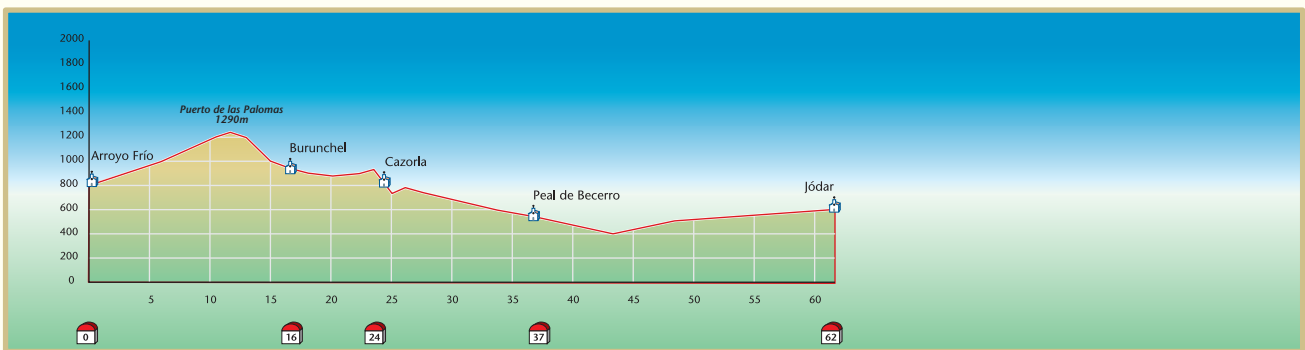 2000
1800
1600
1400
1200
1000
800
600
400
200
0
Puerto de las Palomas
1290m
Arroyo Frío
Burunchel
Cazorla
Peal de Becerro
Jódar
5 10 15 20 25 30 35 40 45 50 55 60
0 16 24 37 62